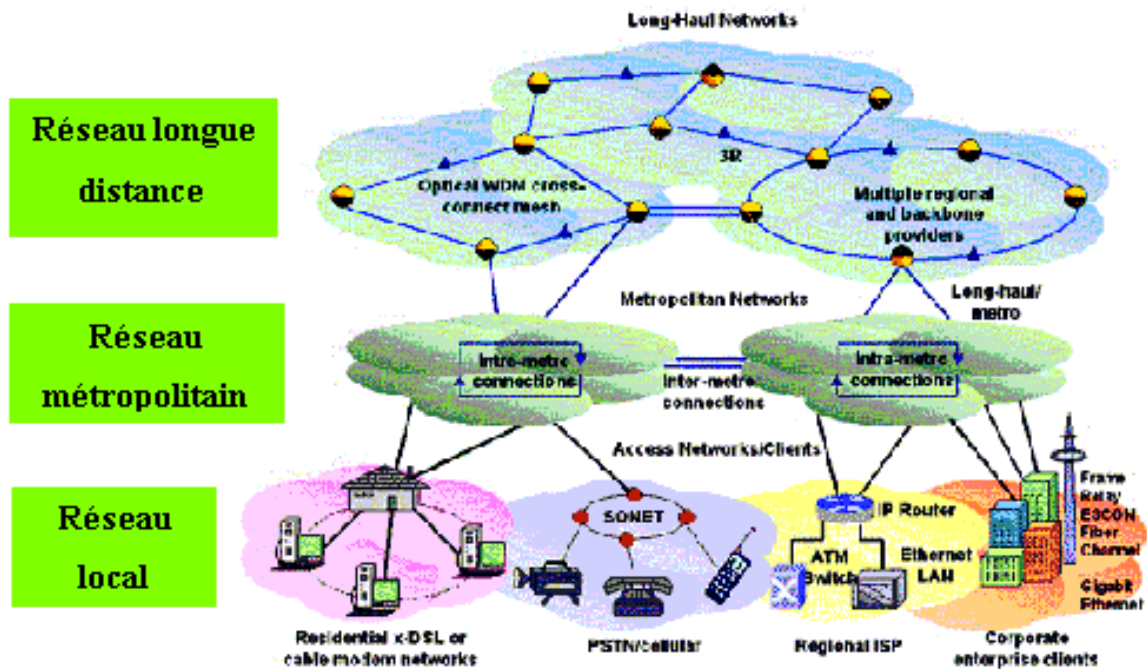 Long-Haul Networks
Réseau longue
distance
3R
Optical WDM cross-
connect mesh
Multiple regional
and backbone
providers
Metropolitan Networks
Long-haul/
metro
Réseau
métropolitain
Intra-metro
connections
Inter-metro
connections
Intra-metro
connections
Access Networks/Clients
Réseau
local
SONET
IP Router
ATM
Switch
Ethernet
LAN
Frame
Relay
ESCON
Fiber
Channel
Gigabit
Ethernet
Residential x-DSL or
cable modem networks
PSTN/cellular
Regional ISP
Corporate
enterprise clients